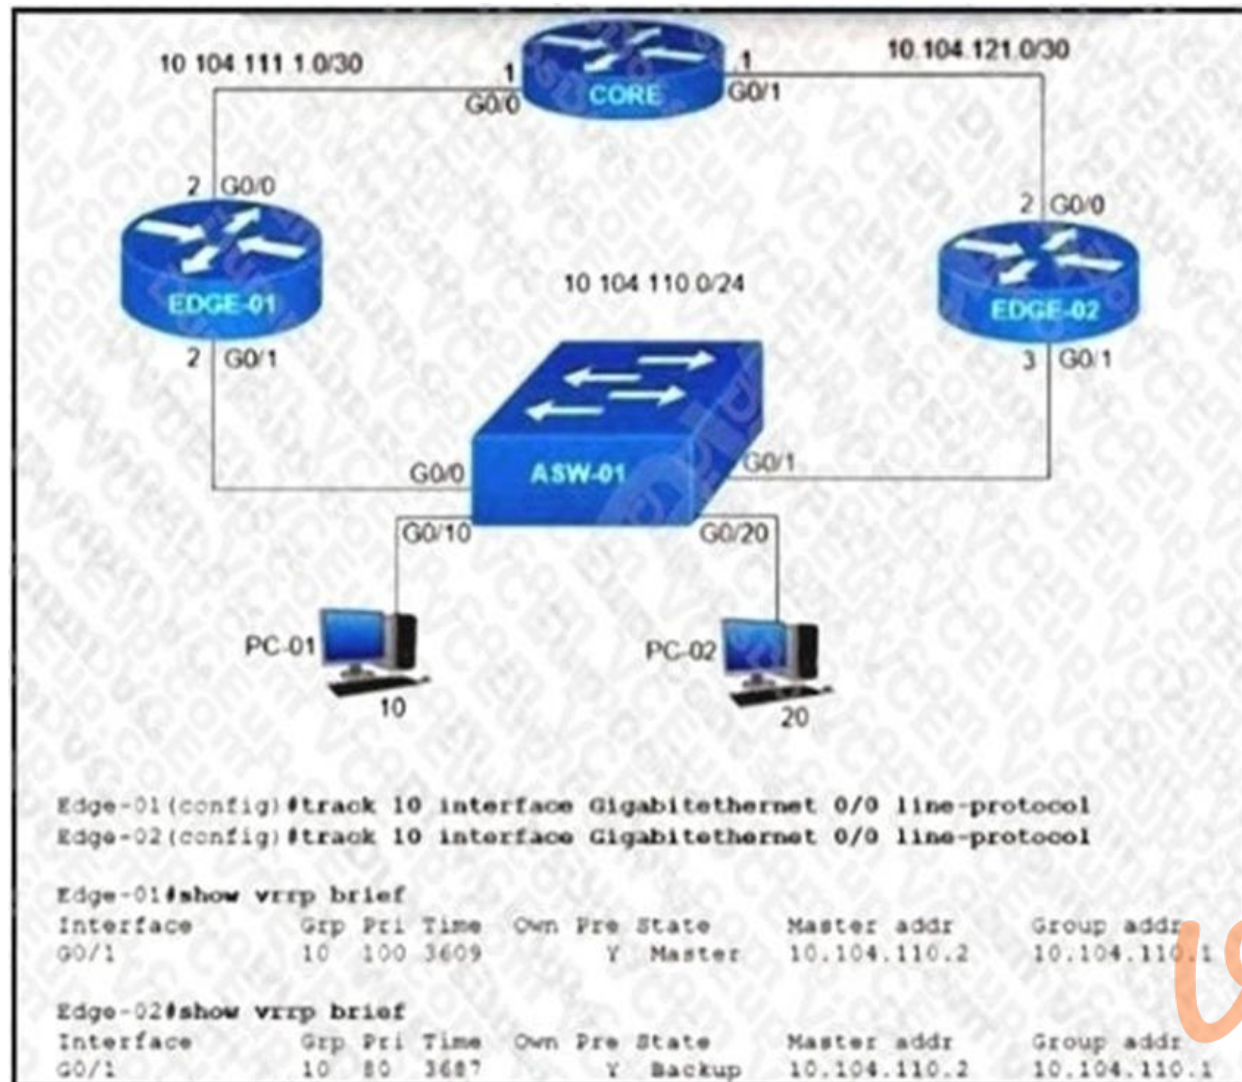 10 104 111 1.0/30
10.104.121.0/30
1
1
CORE
G0/0
G0/1
2 G0/0
2 G0/0
10 104 110 0/24
EDGE-01
EDGE-02
2 G0/1
3 G0/1
G0/0
ASW-01
G0/1
G0/10
G0/20
PC-01
PC-02
10
20
Edge-01(config)#track 10 interface Gigabitethernet 0/0 line-protocol
Edge-02(config)#track 10 interface Gigabitethernet 0/0 line-protocol
Edge-01#show vrrp brief
Interface Grp Pri Time Own Pre State Master addr Group addr
G0/1 10 100 3609 Y Master 10.104.110.2 10.104.110.1
Edge-02#show vrrp brief
Interface Grp Pri Time Own Pre State Master addr Group addr
G0/1 10 80 3687 Y Backup 10.104.110.2 10.104.110.1